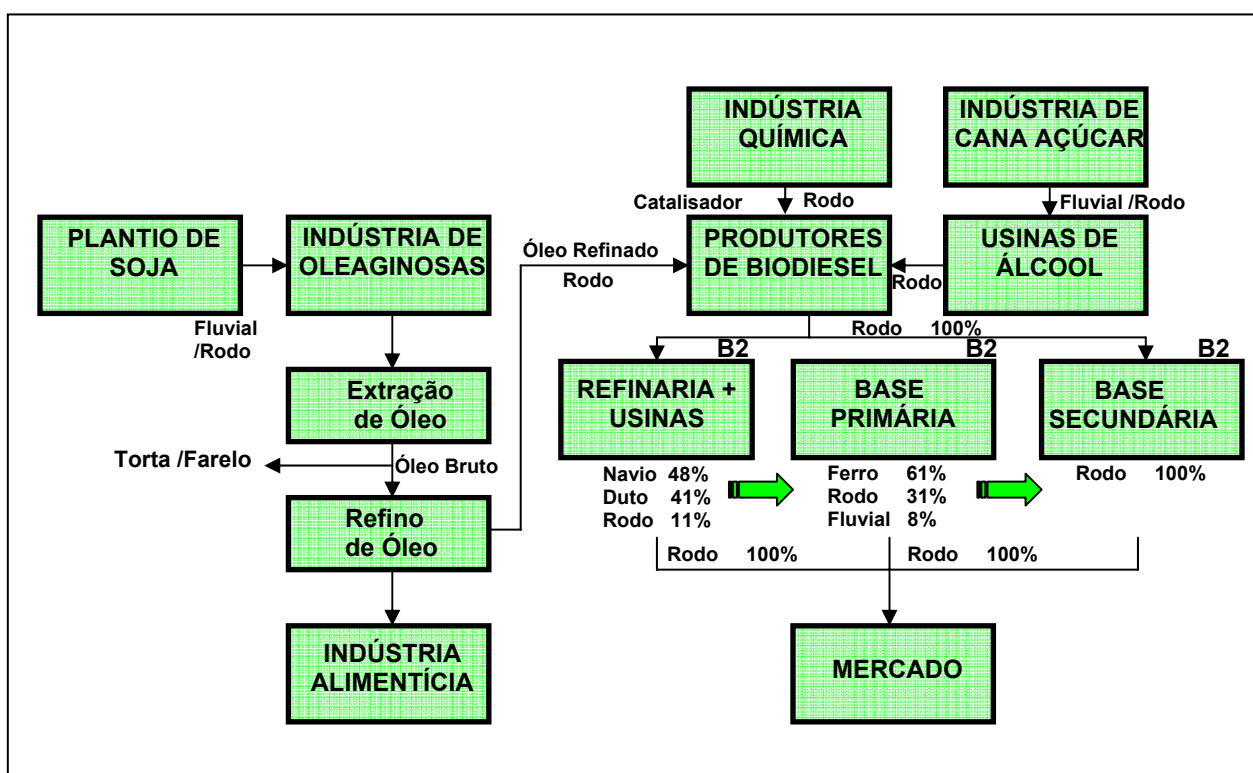 INDÚSTRIA
QUÍMICA
INDÚSTRIA DE
CANA AÇÚCAR
Catalisador
Rodo
Fluvial /Rodo
PLANTIO DE
SOJA
INDÚSTRIA DE
OLEAGINOSAS
Óleo Refinado
Rodo
PRODUTORES
DE BIODIESEL
Rodo
USINAS DE
ÁLCOOL
Fluvial
/Rodo
Rodo 100%
B2
B2
B2
Extração
de Óleo
REFINARIA +
USINAS
BASE
PRIMÁRIA
BASE
SECUNDÁRIA
Torta /Farelo
Óleo Bruto
Navio 48%
Duto 41%
Rodo 11%
Ferro 61%
Rodo 31%
Fluvial 8%
Rodo 100%
Refino
de Óleo
Rodo 100%
Rodo 100%
INDÚSTRIA
ALIMENTÍCIA
MERCADO